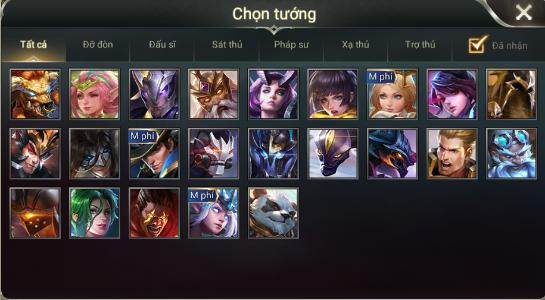 Chọn tướng
Tất cả Đỡ đòn Đấu sĩ Sát thủ Pháp sư Xạ thủ Trợ thủ Đã nhận
M phí
M phí
M phí